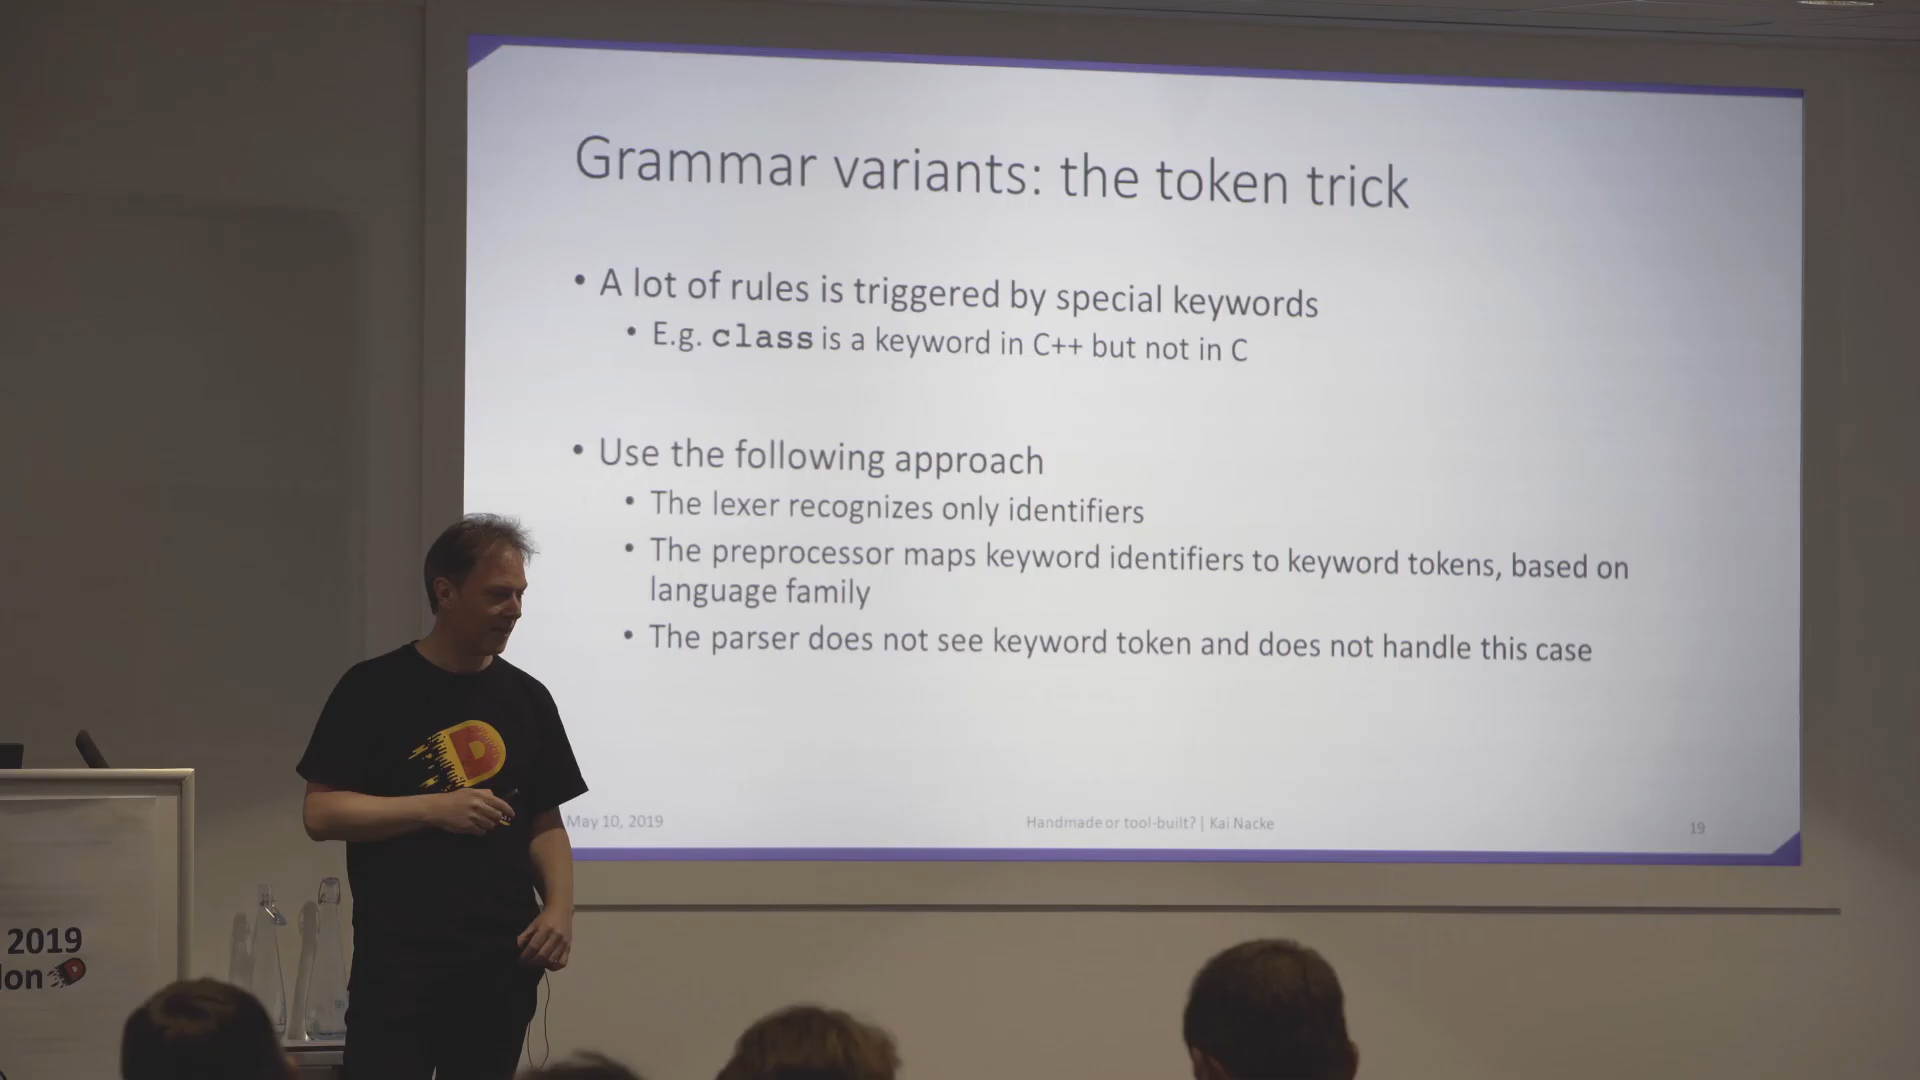 Grammar variants: the token trick
• A lot of rules is triggered by special keywords
• E.g. class is a keyword in C++ but not in C
• Use the following approach
• The lexer recognizes only identifiers
• The preprocessor maps keyword identifiers to keyword tokens, based on
language family
• The parser does not see keyword token and does not handle this case
May 10, 2019
Handmade or tool-built? | Kai Nacke
19
D
2019
don